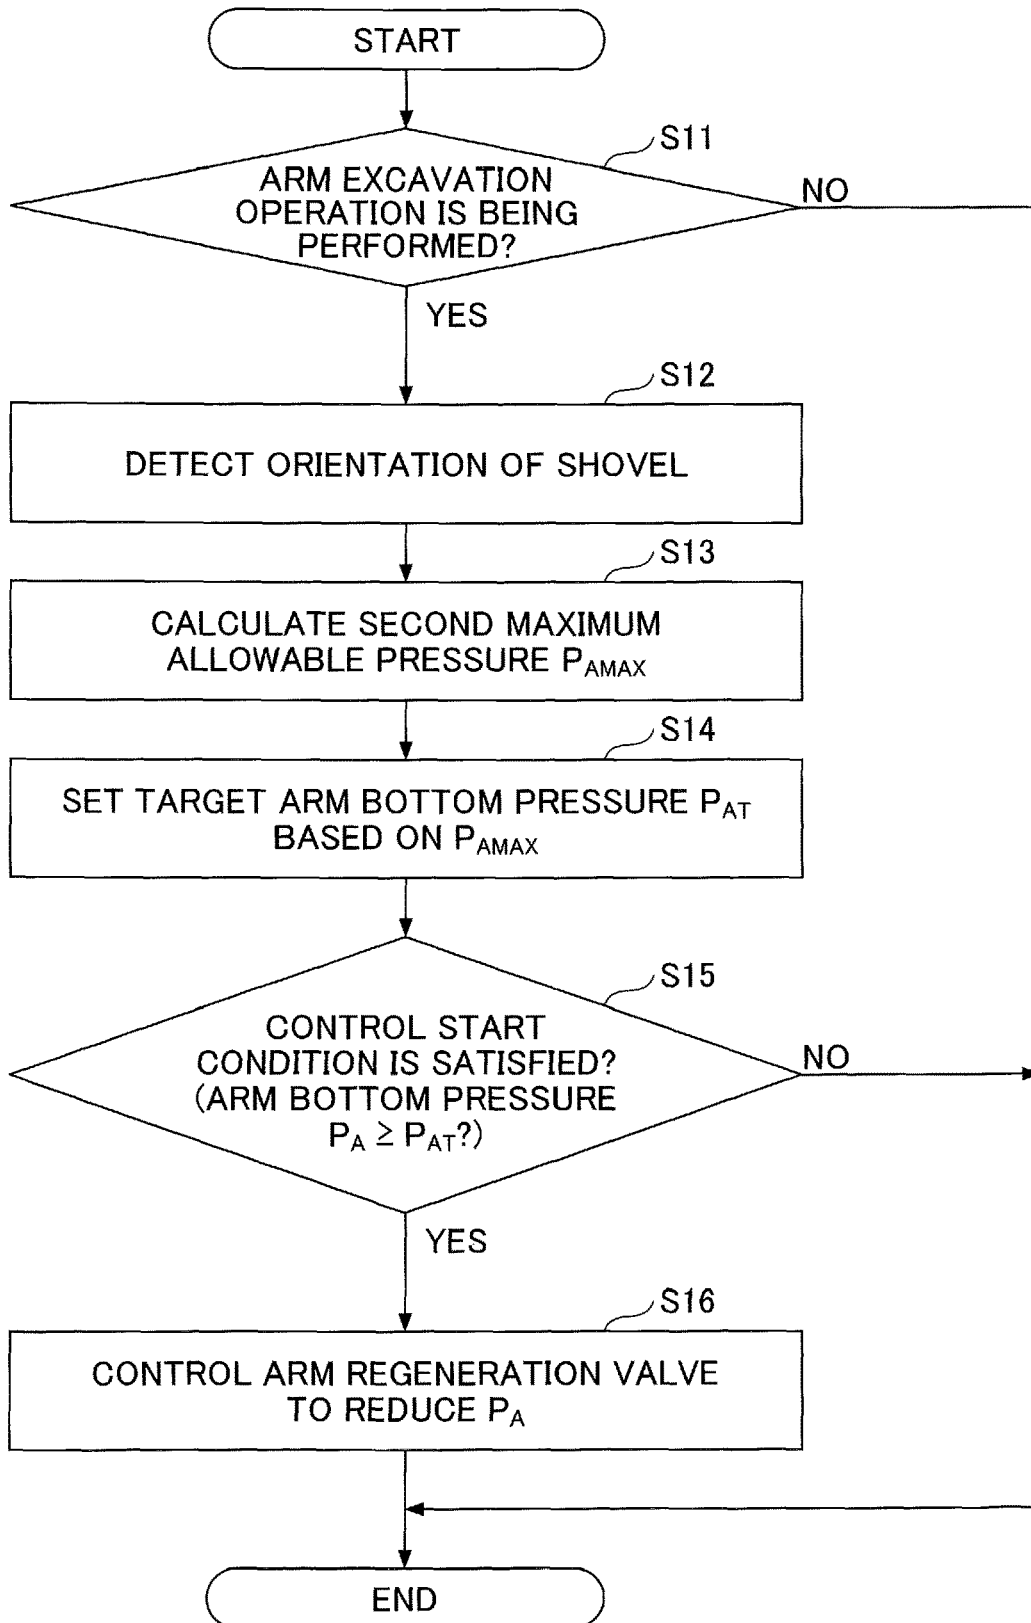 START
S11
ARM EXCAVATION
OPERATION IS BEING
PERFORMED?
NO
YES
S12
DETECT ORIENTATION OF SHOVEL
S13
CALCULATE SECOND MAXIMUM
ALLOWABLE PRESSURE PAMAX
S14
SET TARGET ARM BOTTOM PRESSURE PAT
BASED ON PAMAX
S15
CONTROL START
CONDITION IS SATISFIED?
(ARM BOTTOM PRESSURE
PA ≥ PAT?)
NO
YES
S16
CONTROL ARM REGENERATION VALVE
TO REDUCE PA
END